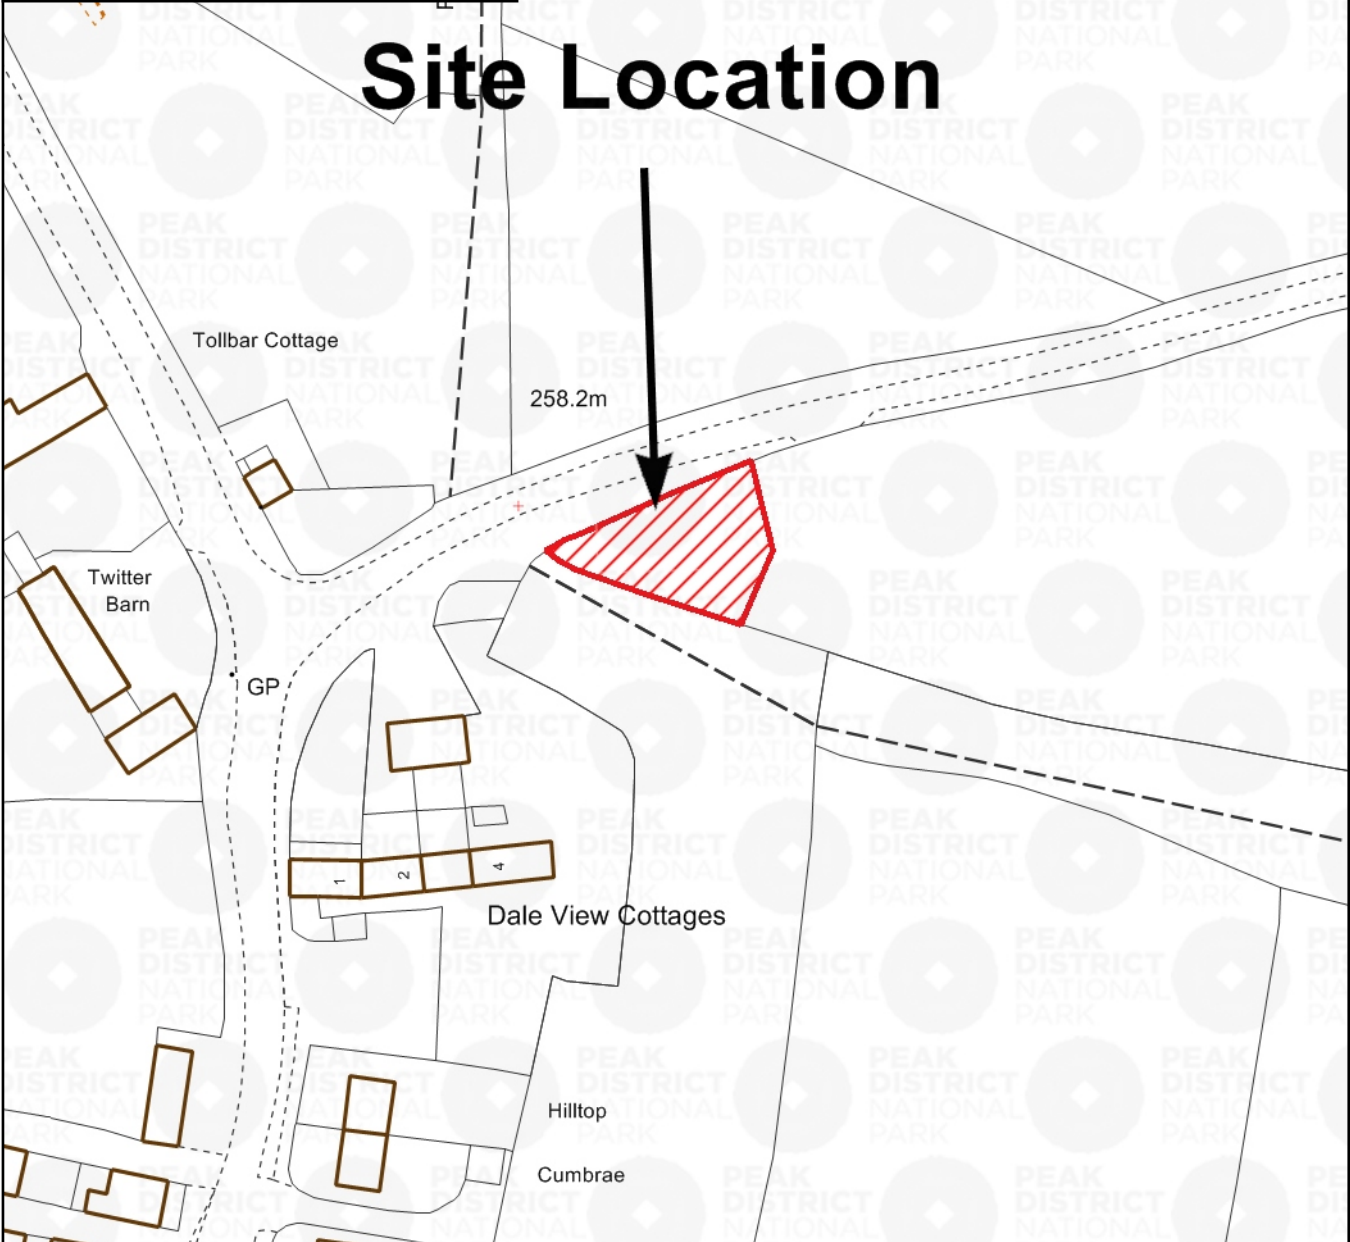 Site Location
Tollbar Cottage
258.2m
Twitter
Barn
GP
1
2
4
Dale View Cottages
Hilltop
Cumbrae
PEAK
DISTRICT
NATIONAL
PARK